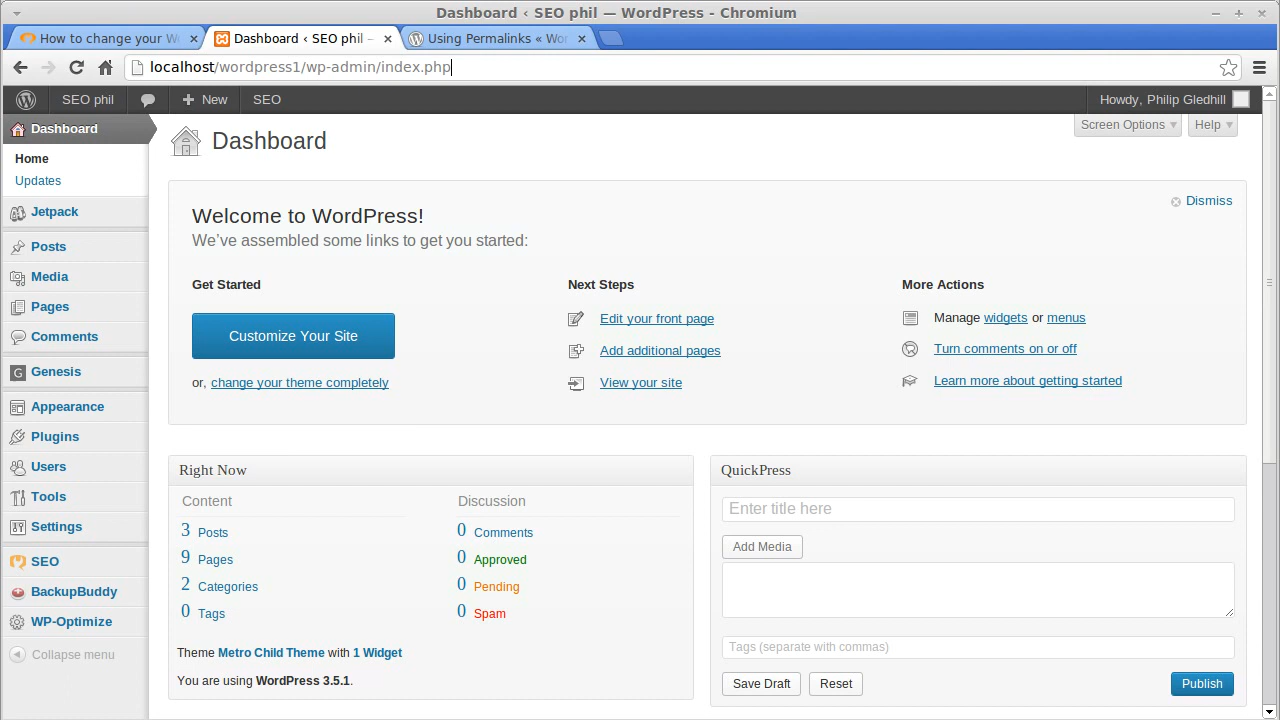 Dashboard ‹ SEO phil — WordPress - Chromium
How to change your Wo
Dashboard ‹ SEO phil –
Using Permalinks « Wor
localhost/wordpress1/wp-admin/index.php
SEO phil
New
SEO
Howdy, Philip Gledhill
Dashboard
Home
Updates
Jetpack
Posts
Media
Pages
Comments
Genesis
Appearance
Plugins
Users
Tools
Settings
SEO
BackupBuddy
WP-Optimize
Collapse menu
Dashboard
Screen Options
Help
Welcome to WordPress!
Dismiss
We've assembled some links to get you started:
Get Started
Customize Your Site
or, change your theme completely
Next Steps
Edit your front page
Add additional pages
View your site
More Actions
Manage widgets or menus
Turn comments on or off
Learn more about getting started
Right Now
Content
3 Posts
9 Pages
2 Categories
0 Tags
Discussion
0 Comments
0 Approved
0 Pending
0 Spam
Theme Metro Child Theme with 1 Widget
You are using WordPress 3.5.1.
QuickPress
Enter title here
Add Media
Tags (separate with commas)
Save Draft
Reset
Publish